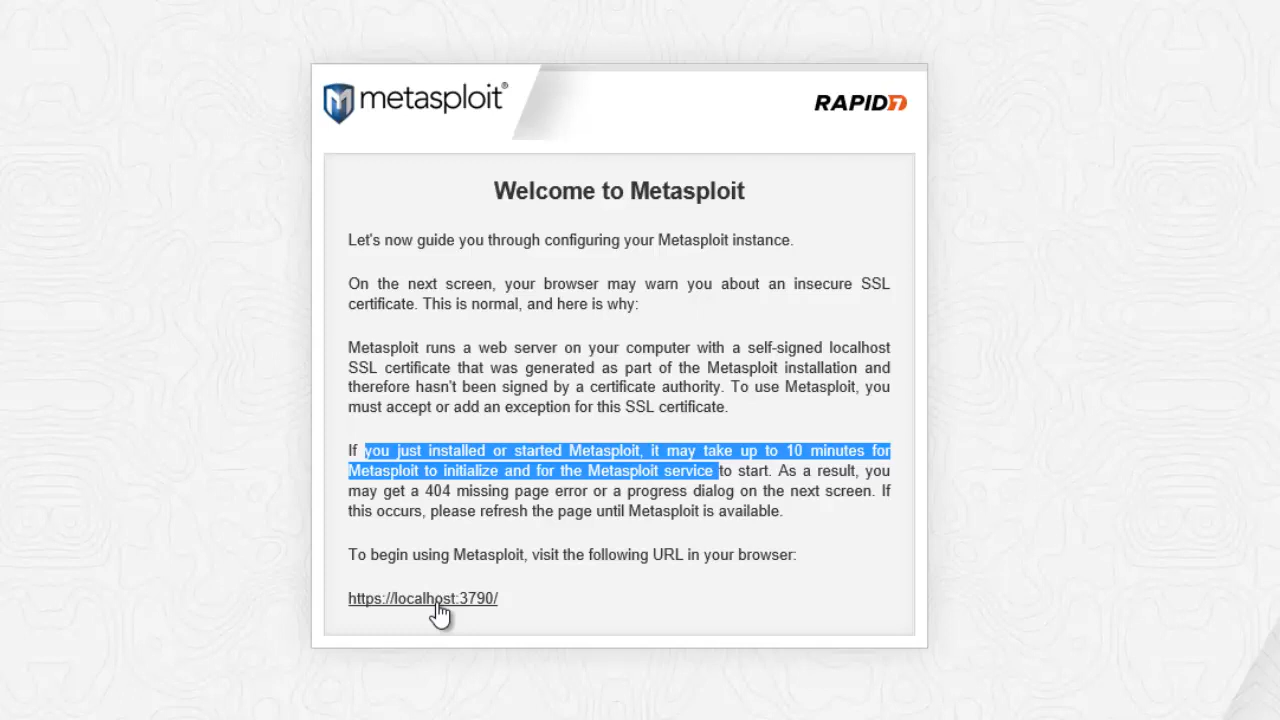 metasploit®
RAPID7
Welcome to Metasploit
Let's now guide you through configuring your Metasploit instance.
On the next screen, your browser may warn you about an insecure SSL
certificate. This is normal, and here is why:
Metasploit runs a web server on your computer with a self-signed localhost
SSL certificate that was generated as part of the Metasploit installation and
therefore hasn't been signed by a certificate authority. To use Metasploit, you
must accept or add an exception for this SSL certificate.
If you just installed or started Metasploit, it may take up to 10 minutes for
Metasploit to initialize and for the Metasploit service to start. As a result, you
may get a 404 missing page error or a progress dialog on the next screen. If
this occurs, please refresh the page until Metasploit is available.
To begin using Metasploit, visit the following URL in your browser:
https://localhost:3790/